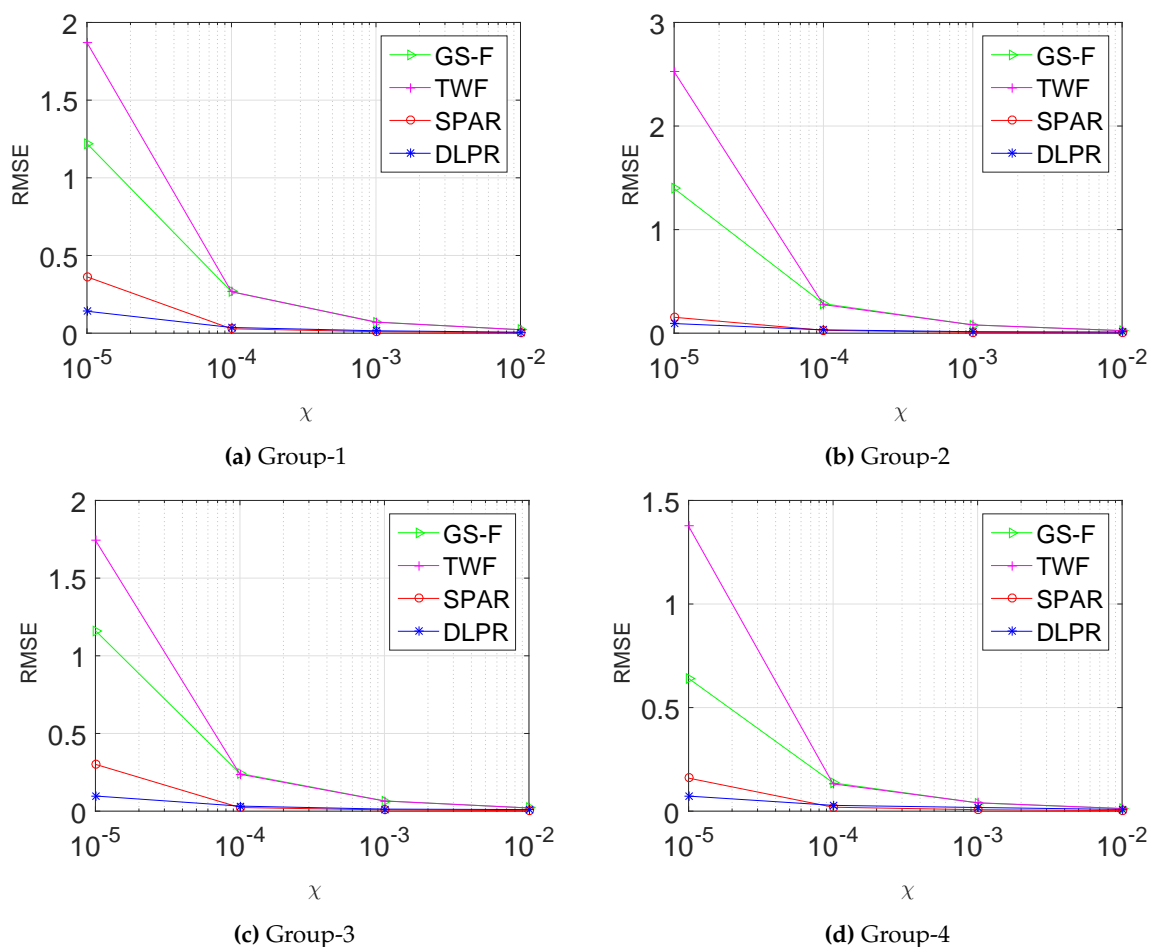 2
1.5
1
0.5
0
RMSE
10^-5
10^-4
10^-3
10^-2
χ
GS-F
TWF
SPAR
DLPR
(a) Group-1
3
2
1
0
RMSE
10^-5
10^-4
10^-3
10^-2
χ
GS-F
TWF
SPAR
DLPR
(b) Group-2
2
1.5
1
0.5
0
RMSE
10^-5
10^-4
10^-3
10^-2
χ
GS-F
TWF
SPAR
DLPR
(c) Group-3
1.5
1
0.5
0
RMSE
10^-5
10^-4
10^-3
10^-2
χ
GS-F
TWF
SPAR
DLPR
(d) Group-4